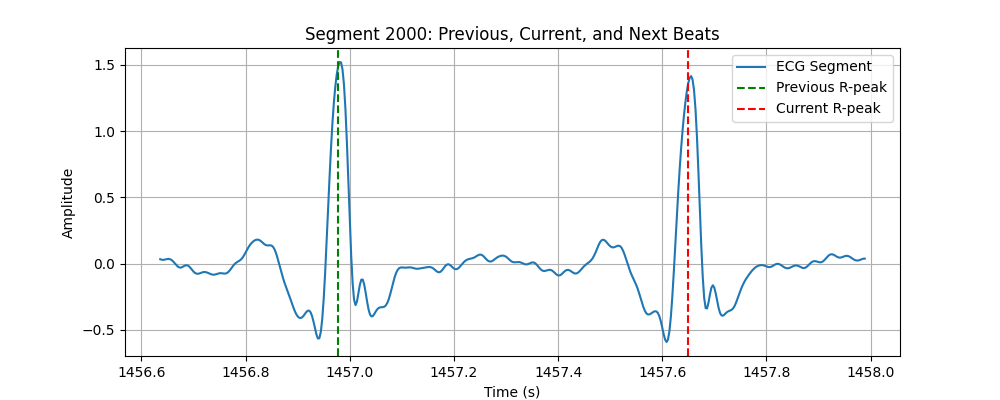 Segment 2000: Previous, Current, and Next Beats
ECG Segment
Previous R-peak
Current R-peak
Amplitude
1.5
1.0
0.5
0.0
−0.5
1456.6 1456.8 1457.0 1457.2 1457.4 1457.6 1457.8 1458.0
Time (s)